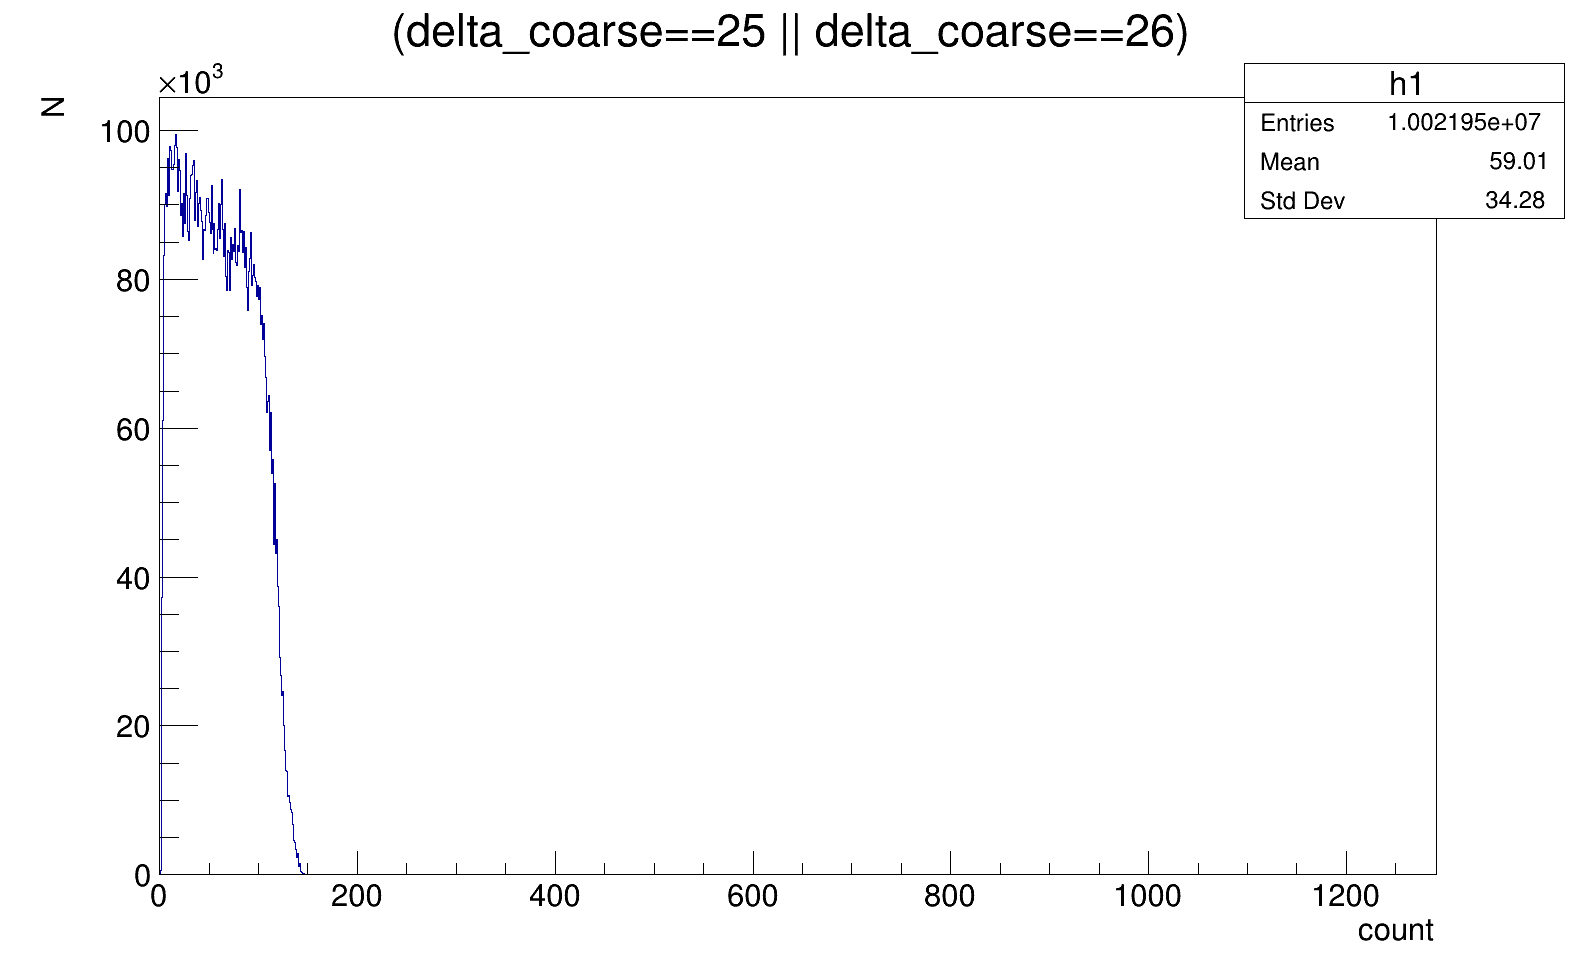 (delta_coarse==25 || delta_coarse==26)
×10³
N
h1
Entries 1.002195e+07
Mean 59.01
Std Dev 34.28
100
80
60
40
20
0
0 200 400 600 800 1000 1200
count